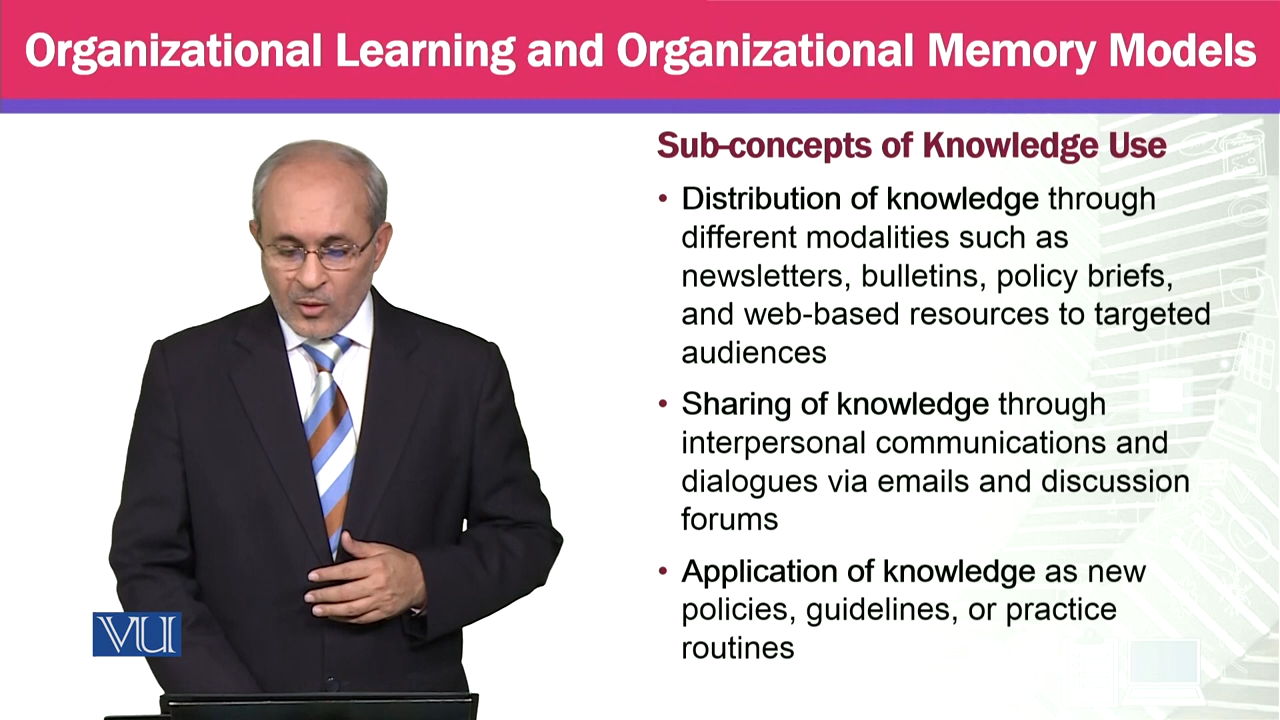 Organizational Learning and Organizational Memory Models
Sub-concepts of Knowledge Use
• Distribution of knowledge through
different modalities such as
newsletters, bulletins, policy briefs,
and web-based resources to targeted
audiences
• Sharing of knowledge through
interpersonal communications and
dialogues via emails and discussion
forums
• Application of knowledge as new
policies, guidelines, or practice
routines
VU